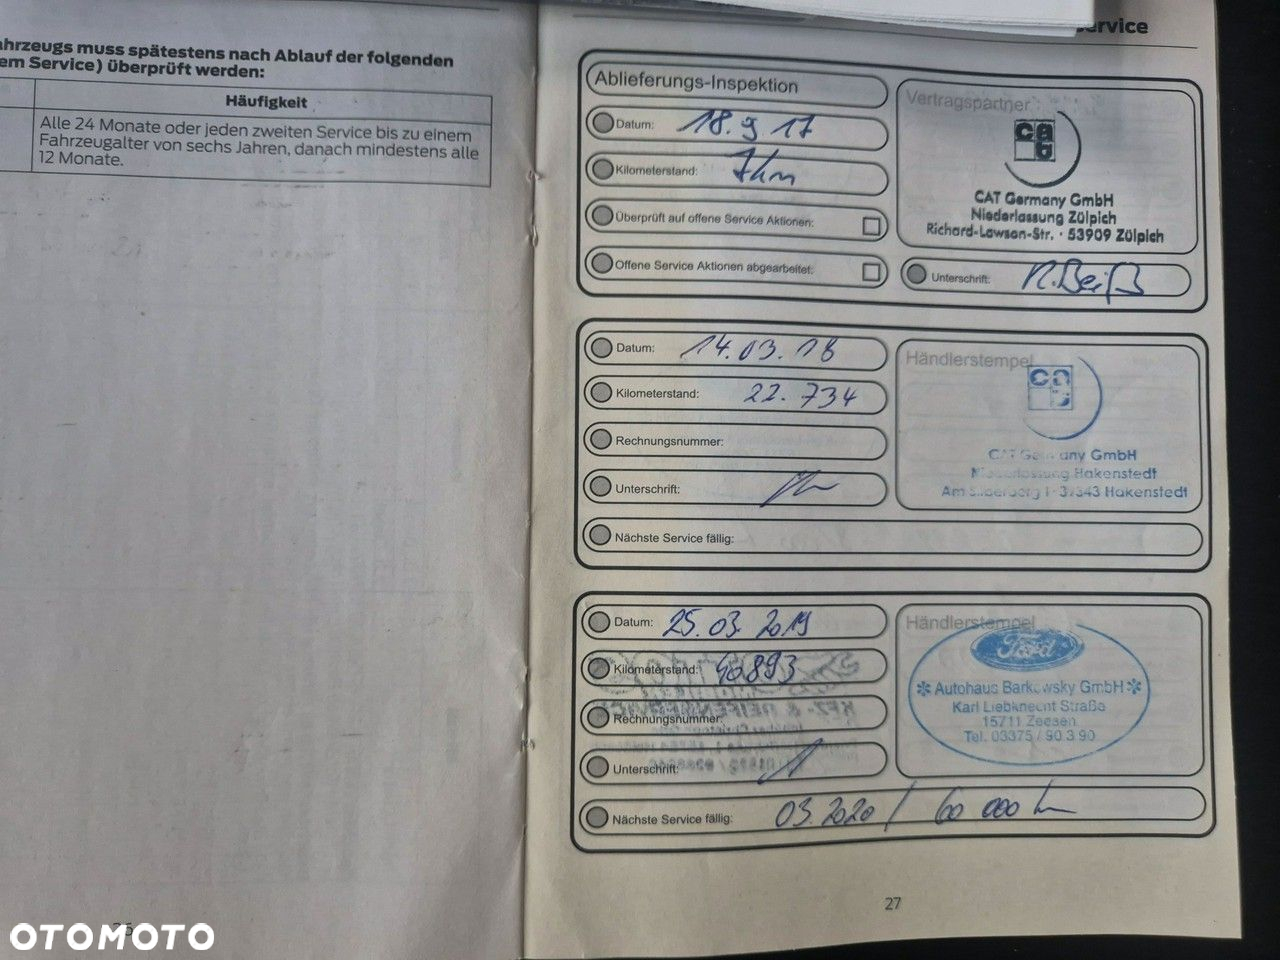 ahrzeugs muss spätestens nach Ablauf der folgenden
em Service) überprüft werden:
Häufigkeit
Alle 24 Monate oder jeden zweiten Service bis zu einem
Fahrzeugalter von sechs Jahren, danach mindestens alle
12 Monate.
ervice
Ablieferungs-Inspektion
Datum: 18.9 17
Kilometerstand: 7km
Überprüft auf offene Service Aktionen:
Offene Service Aktionen abgearbeitet:
Vertragspartner:
CAT Germany GmbH
Niederlassung Zülpich
Richard-Lawson-Str. · 53909 Zülpich
Unterschrift: R. Beiß
Datum: 14.03.18
Kilometerstand: 22.734
Rechnungsnummer:
Unterschrift:
Nächste Service fällig:
Händlerstempel
any GmbH
Hakenstedt
Am Hakenstedt
Datum: 25.03.2019
Kilometerstand: 40893
Rechnungsnummer:
Unterschrift:
Nächste Service fällig: 03.2020 / 60 000 km
Händlerstempel
Ford
* Autohaus Barkowsky GmbH *
Karl Liebknecht Straße
15711 Zeesen
Tel. 03375 / 90 3 90
27
OTOMOTO